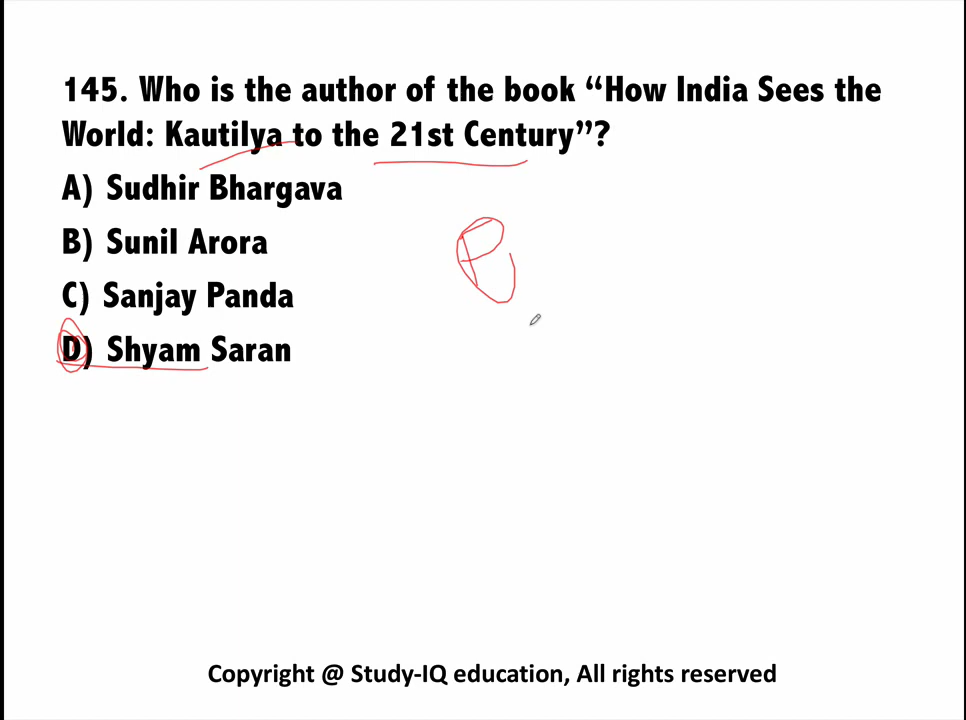 145. Who is the author of the book “How India Sees the
World: Kautilya to the 21st Century”?
A) Sudhir Bhargava
B) Sunil Arora
C) Sanjay Panda
D) Shyam Saran
Copyright @ Study-IQ education, All rights reserved